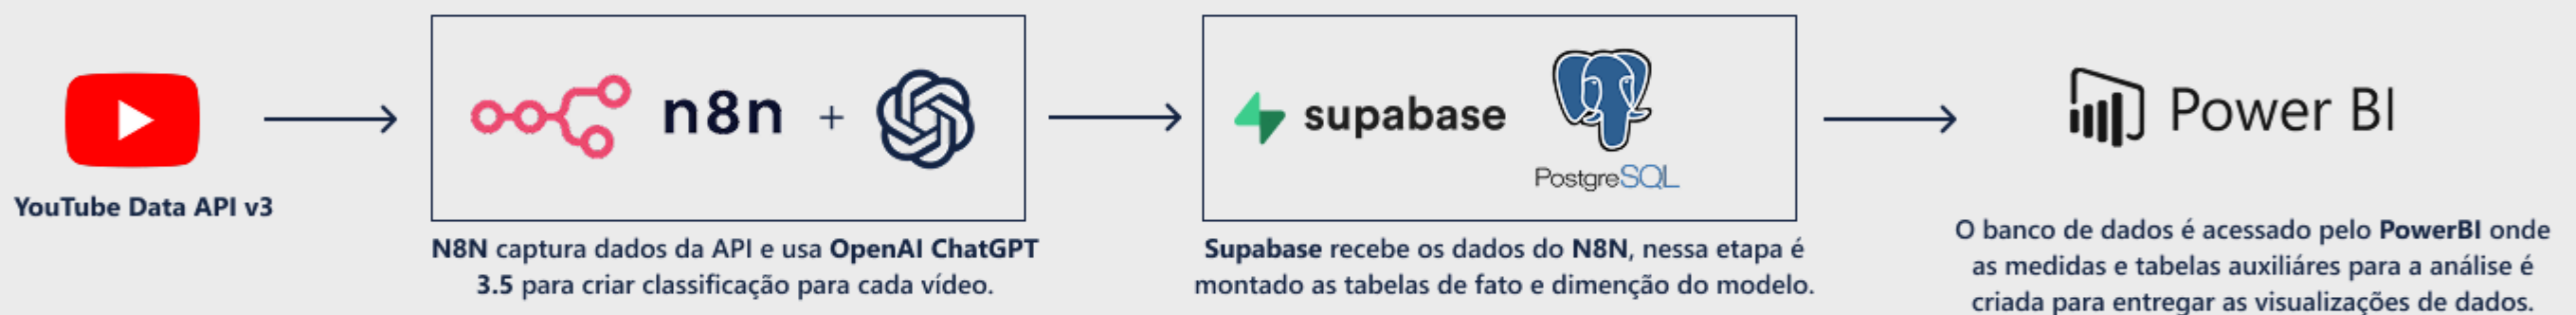 YouTube Data API v3
n8n +
N8N captura dados da API e usa OpenAI ChatGPT
3.5 para criar classificação para cada vídeo.
supabase
PostgreSQL
Supabase recebe os dados do N8N, nessa etapa é
montado as tabelas de fato e dimenção do modelo.
Power BI
O banco de dados é acessado pelo PowerBI onde
as medidas e tabelas auxiliáres para a análise é
criada para entregar as visualizações de dados.